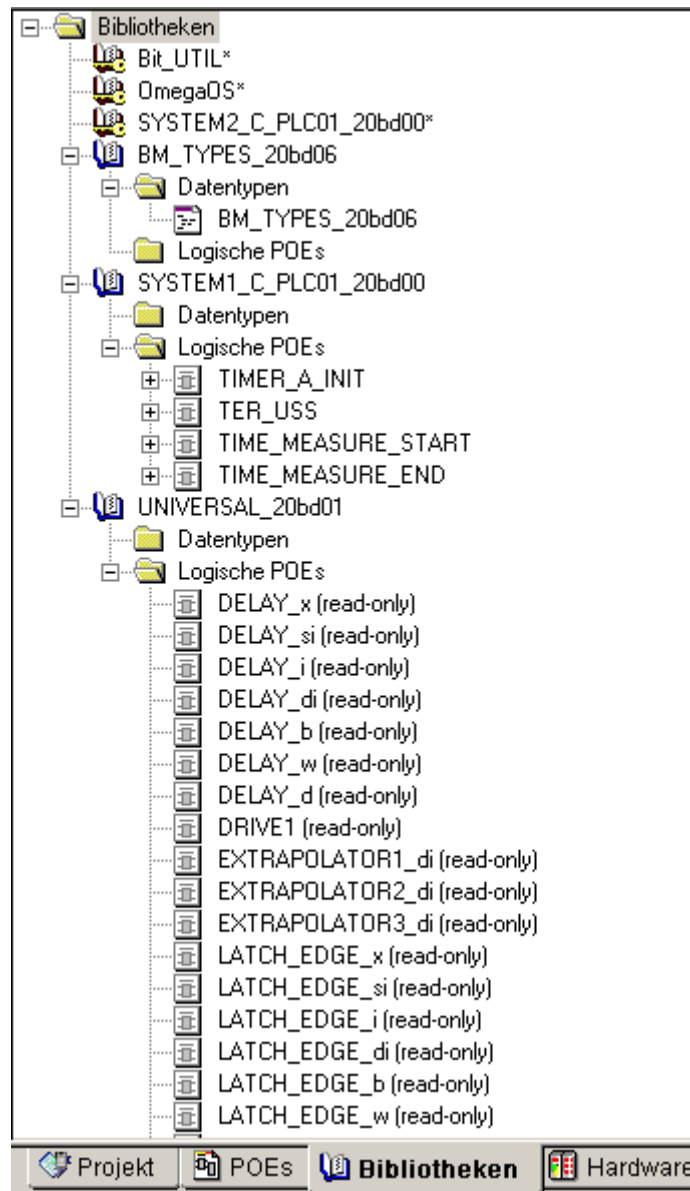 Bibliotheken
Bit_UTIL*
OmegaOS*
SYSTEM2_C_PLC01_20bd00*
BM_TYPES_20bd06
Datentypen
BM_TYPES_20bd06
Logische POEs
SYSTEM1_C_PLC01_20bd00
Datentypen
Logische POEs
TIMER_A_INIT
TER_USS
TIME_MEASURE_START
TIME_MEASURE_END
UNIVERSAL_20bd01
Datentypen
Logische POEs
DELAY_x (read-only)
DELAY_si (read-only)
DELAY_i (read-only)
DELAY_di (read-only)
DELAY_b (read-only)
DELAY_w (read-only)
DELAY_d (read-only)
DRIVE1 (read-only)
EXTRAPOLATOR1_di (read-only)
EXTRAPOLATOR2_di (read-only)
EXTRAPOLATOR3_di (read-only)
LATCH_EDGE_x (read-only)
LATCH_EDGE_si (read-only)
LATCH_EDGE_i (read-only)
LATCH_EDGE_di (read-only)
LATCH_EDGE_b (read-only)
LATCH_EDGE_w (read-only)
Projekt POEs Bibliotheken Hardware